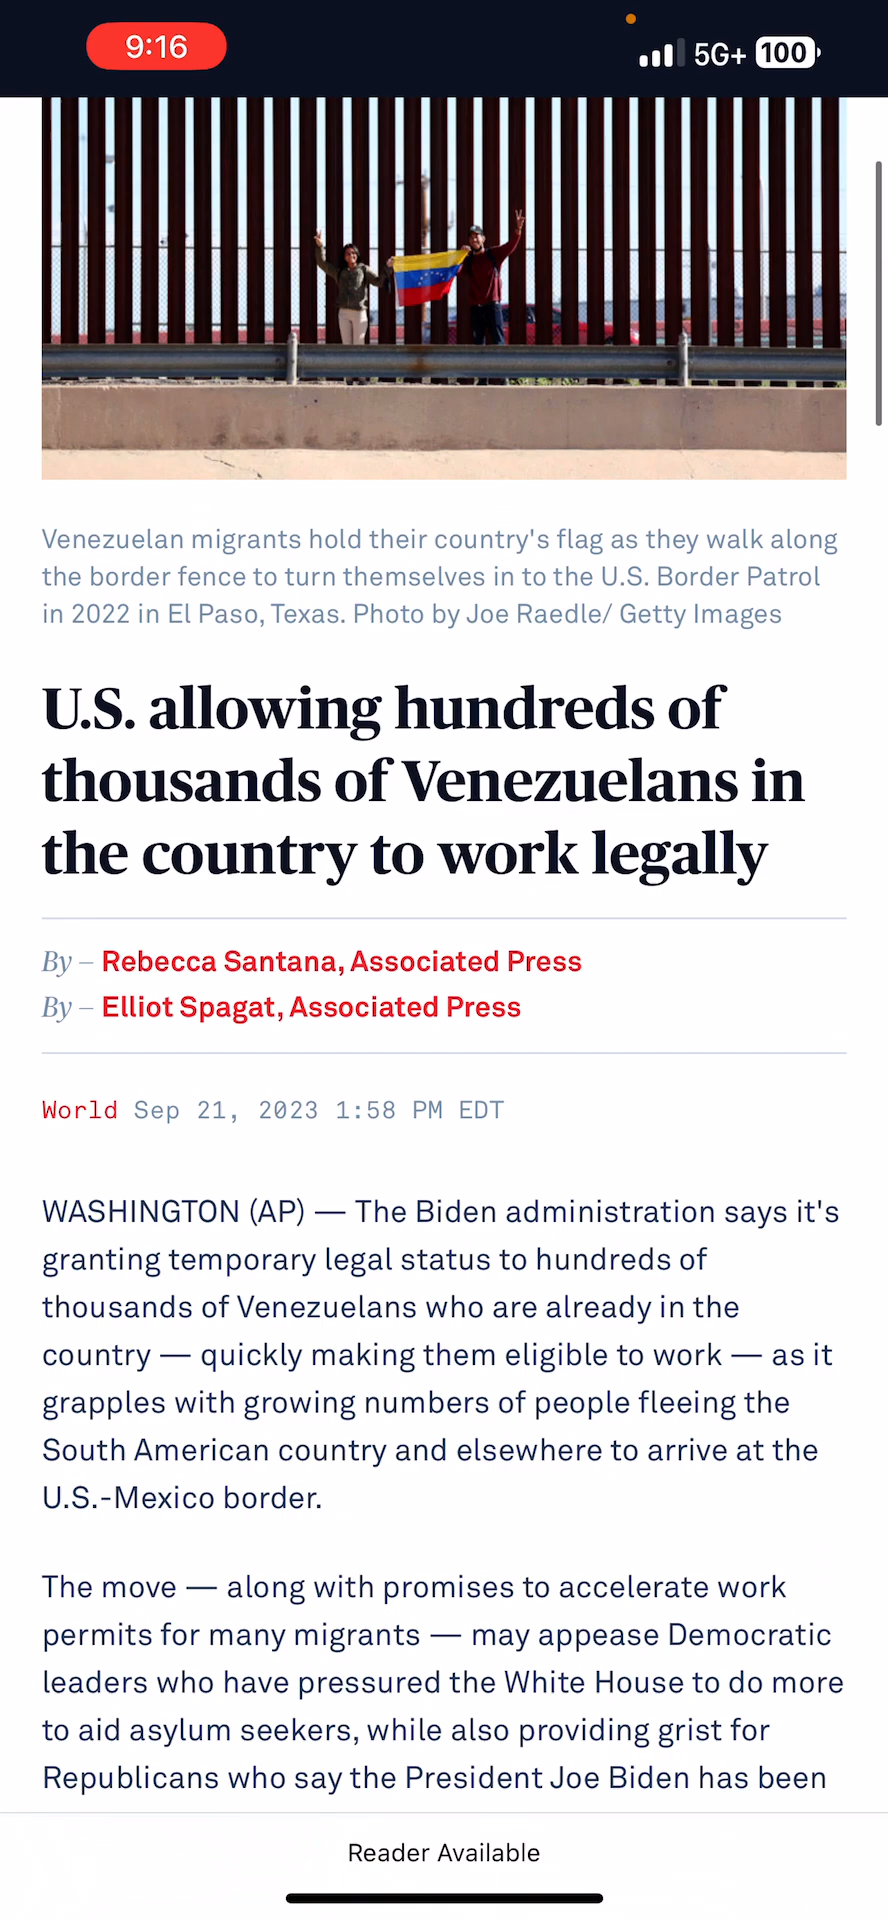 9:16
5G+ 100
Venezuelan migrants hold their country's flag as they walk along
the border fence to turn themselves in to the U.S. Border Patrol
in 2022 in El Paso, Texas. Photo by Joe Raedle/ Getty Images
U.S. allowing hundreds of
thousands of Venezuelans in
the country to work legally
By – Rebecca Santana, Associated Press
By – Elliot Spagat, Associated Press
World Sep 21, 2023 1:58 PM EDT
WASHINGTON (AP) — The Biden administration says it's
granting temporary legal status to hundreds of
thousands of Venezuelans who are already in the
country — quickly making them eligible to work — as it
grapples with growing numbers of people fleeing the
South American country and elsewhere to arrive at the
U.S.-Mexico border.
The move — along with promises to accelerate work
permits for many migrants — may appease Democratic
leaders who have pressured the White House to do more
to aid asylum seekers, while also providing grist for
Republicans who say the President Joe Biden has been
Reader Available